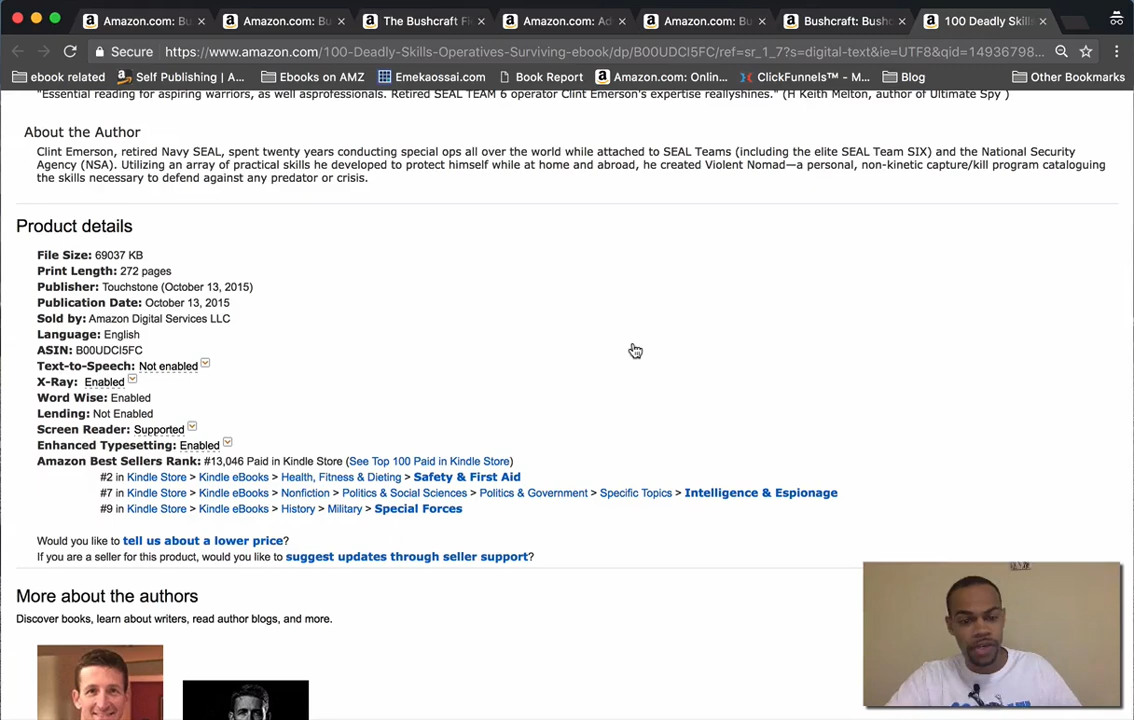 Amazon.com: Bu
Amazon.com: Bu
The Bushcraft Fi
Amazon.com: Ad
Amazon.com: Bu
Bushcraft: Bushc
100 Deadly Skills
Secure
https://www.amazon.com/100-Deadly-Skills-Operatives-Surviving-ebook/dp/B00UDCI5FC/ref=sr_1_7?s=digital-text&ie=UTF8&qid=14936798...
ebook related
Self Publishing | A...
Ebooks on AMZ
Emekaossai.com
Book Report
Amazon.com: Onlin...
ClickFunnels™ - M...
Blog
Other Bookmarks
"Essential reading for aspiring warriors, as well asprofessionals. Retired SEAL TEAM 6 operator Clint Emerson's expertise reallyshines." (H Keith Melton, author of Ultimate Spy )
About the Author
Clint Emerson, retired Navy SEAL, spent twenty years conducting special ops all over the world while attached to SEAL Teams (including the elite SEAL Team SIX) and the National Security
Agency (NSA). Utilizing an array of practical skills he developed to protect himself while at home and abroad, he created Violent Nomad—a personal, non-kinetic capture/kill program cataloguing
the skills necessary to defend against any predator or crisis.
Product details
File Size: 69037 KB
Print Length: 272 pages
Publisher: Touchstone (October 13, 2015)
Publication Date: October 13, 2015
Sold by: Amazon Digital Services LLC
Language: English
ASIN: B00UDCI5FC
Text-to-Speech: Not enabled
X-Ray: Enabled
Word Wise: Enabled
Lending: Not Enabled
Screen Reader: Supported
Enhanced Typesetting: Enabled
Amazon Best Sellers Rank: #13,046 Paid in Kindle Store (See Top 100 Paid in Kindle Store)
#2 in Kindle Store > Kindle eBooks > Health, Fitness & Dieting > Safety & First Aid
#7 in Kindle Store > Kindle eBooks > Nonfiction > Politics & Social Sciences > Politics & Government > Specific Topics > Intelligence & Espionage
#9 in Kindle Store > Kindle eBooks > History > Military > Special Forces
Would you like to tell us about a lower price?
If you are a seller for this product, would you like to suggest updates through seller support?
More about the authors
Discover books, learn about writers, read author blogs, and more.